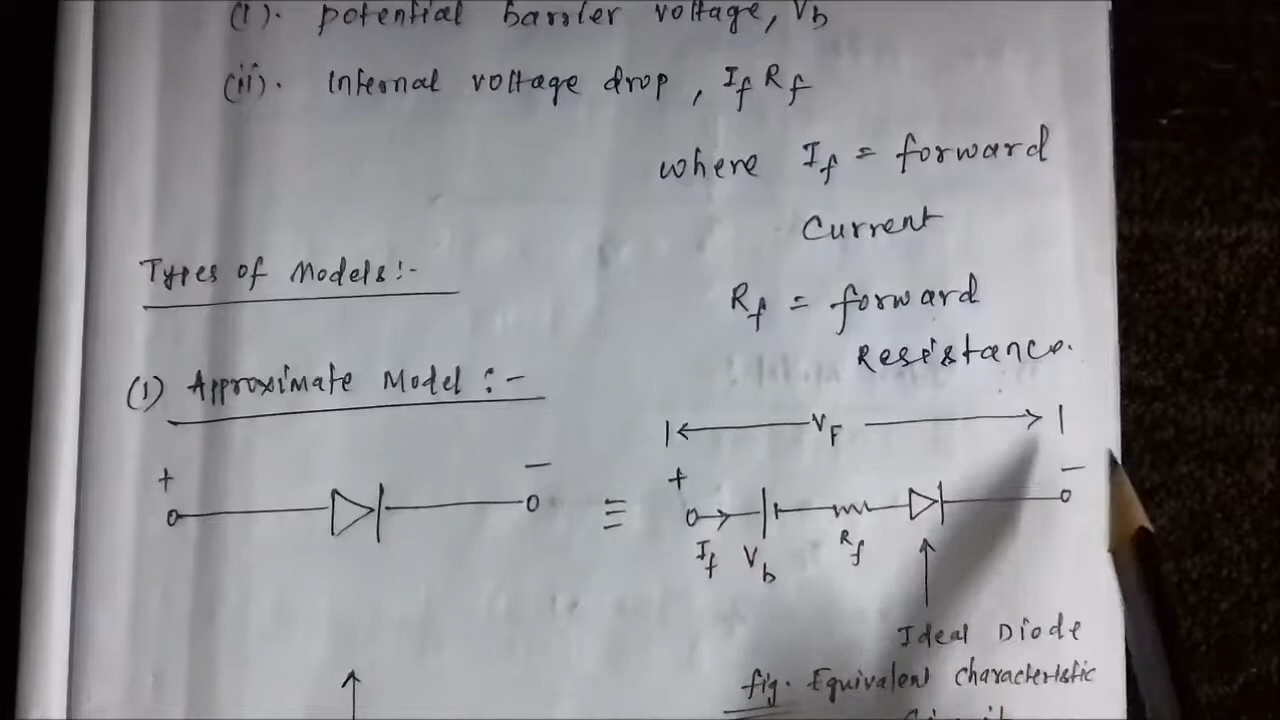 (i). potential barrier voltage, Vb
(ii). Internal voltage drop, If Rf
where If = forward
Current
Rf = forward
Resistance.
Types of Models:-
(1) Approximate Model :-
VF
+ − ≡ + −
If Vb Rf
Ideal Diode
fig. Equivalent characteristic